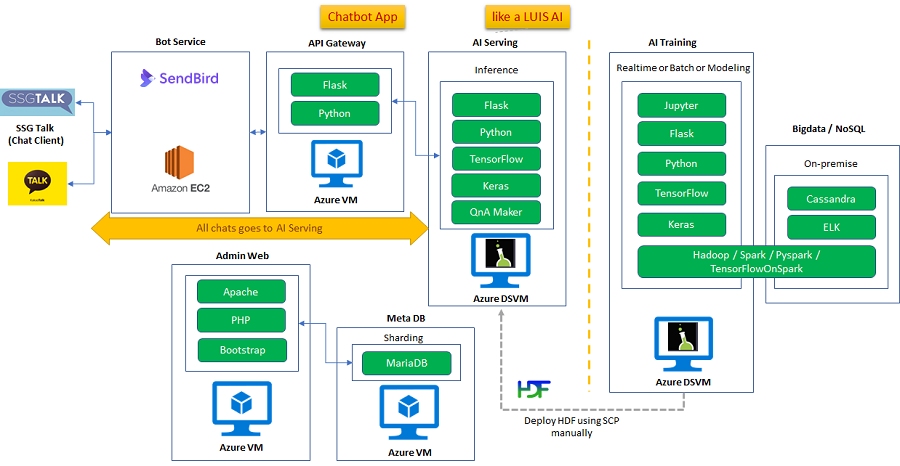 Chatbot App
like a LUIS AI
Bot Service
SendBird
Amazon EC2
SSGTALK
SSG Talk
(Chat Client)
TALK
API Gateway
Flask
Python
Azure VM
AI Serving
Inference
Flask
Python
TensorFlow
Keras
QnA Maker
Azure DSVM
All chats goes to AI Serving
AI Training
Realtime or Batch or Modeling
Jupyter
Flask
Python
TensorFlow
Keras
Hadoop / Spark / Pyspark /
TensorFlowOnSpark
Azure DSVM
Bigdata / NoSQL
On-premise
Cassandra
ELK
Admin Web
Apache
PHP
Bootstrap
Azure VM
Meta DB
Sharding
MariaDB
Azure VM
HDF
Deploy HDF using SCP
manually